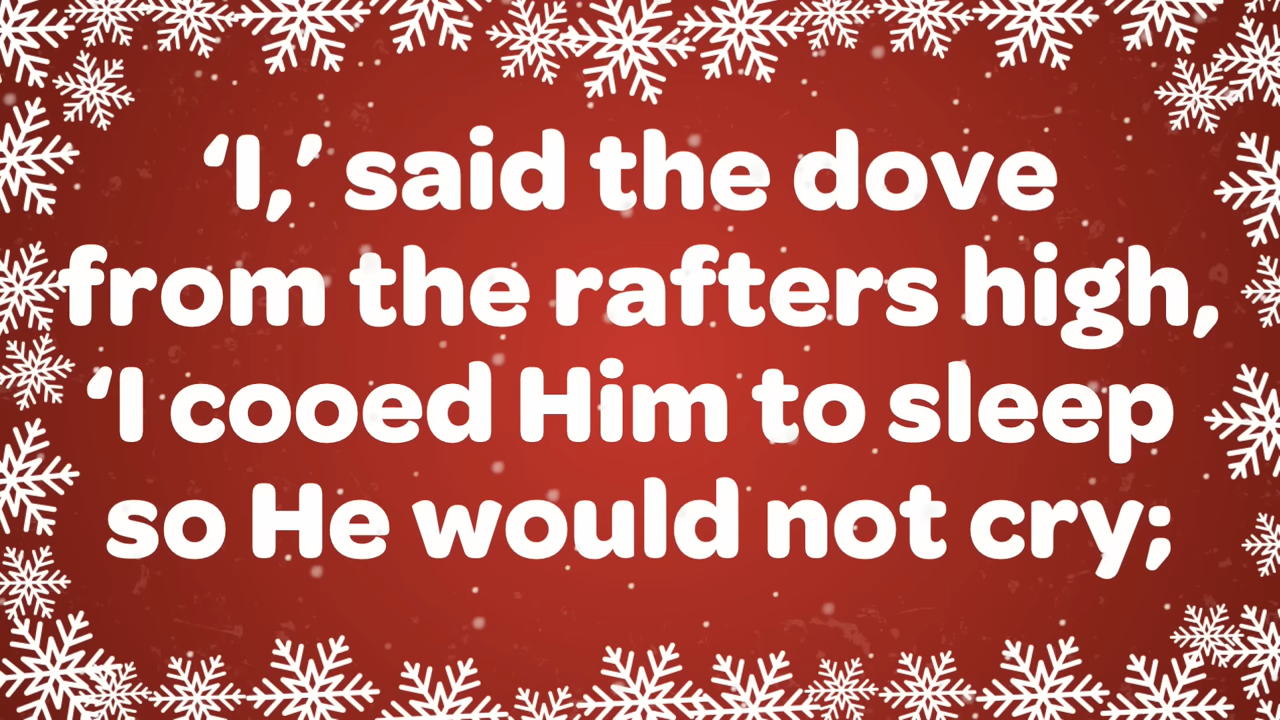 ‘I,’ said the dove
from the rafters high,
‘I cooed Him to sleep
so He would not cry;